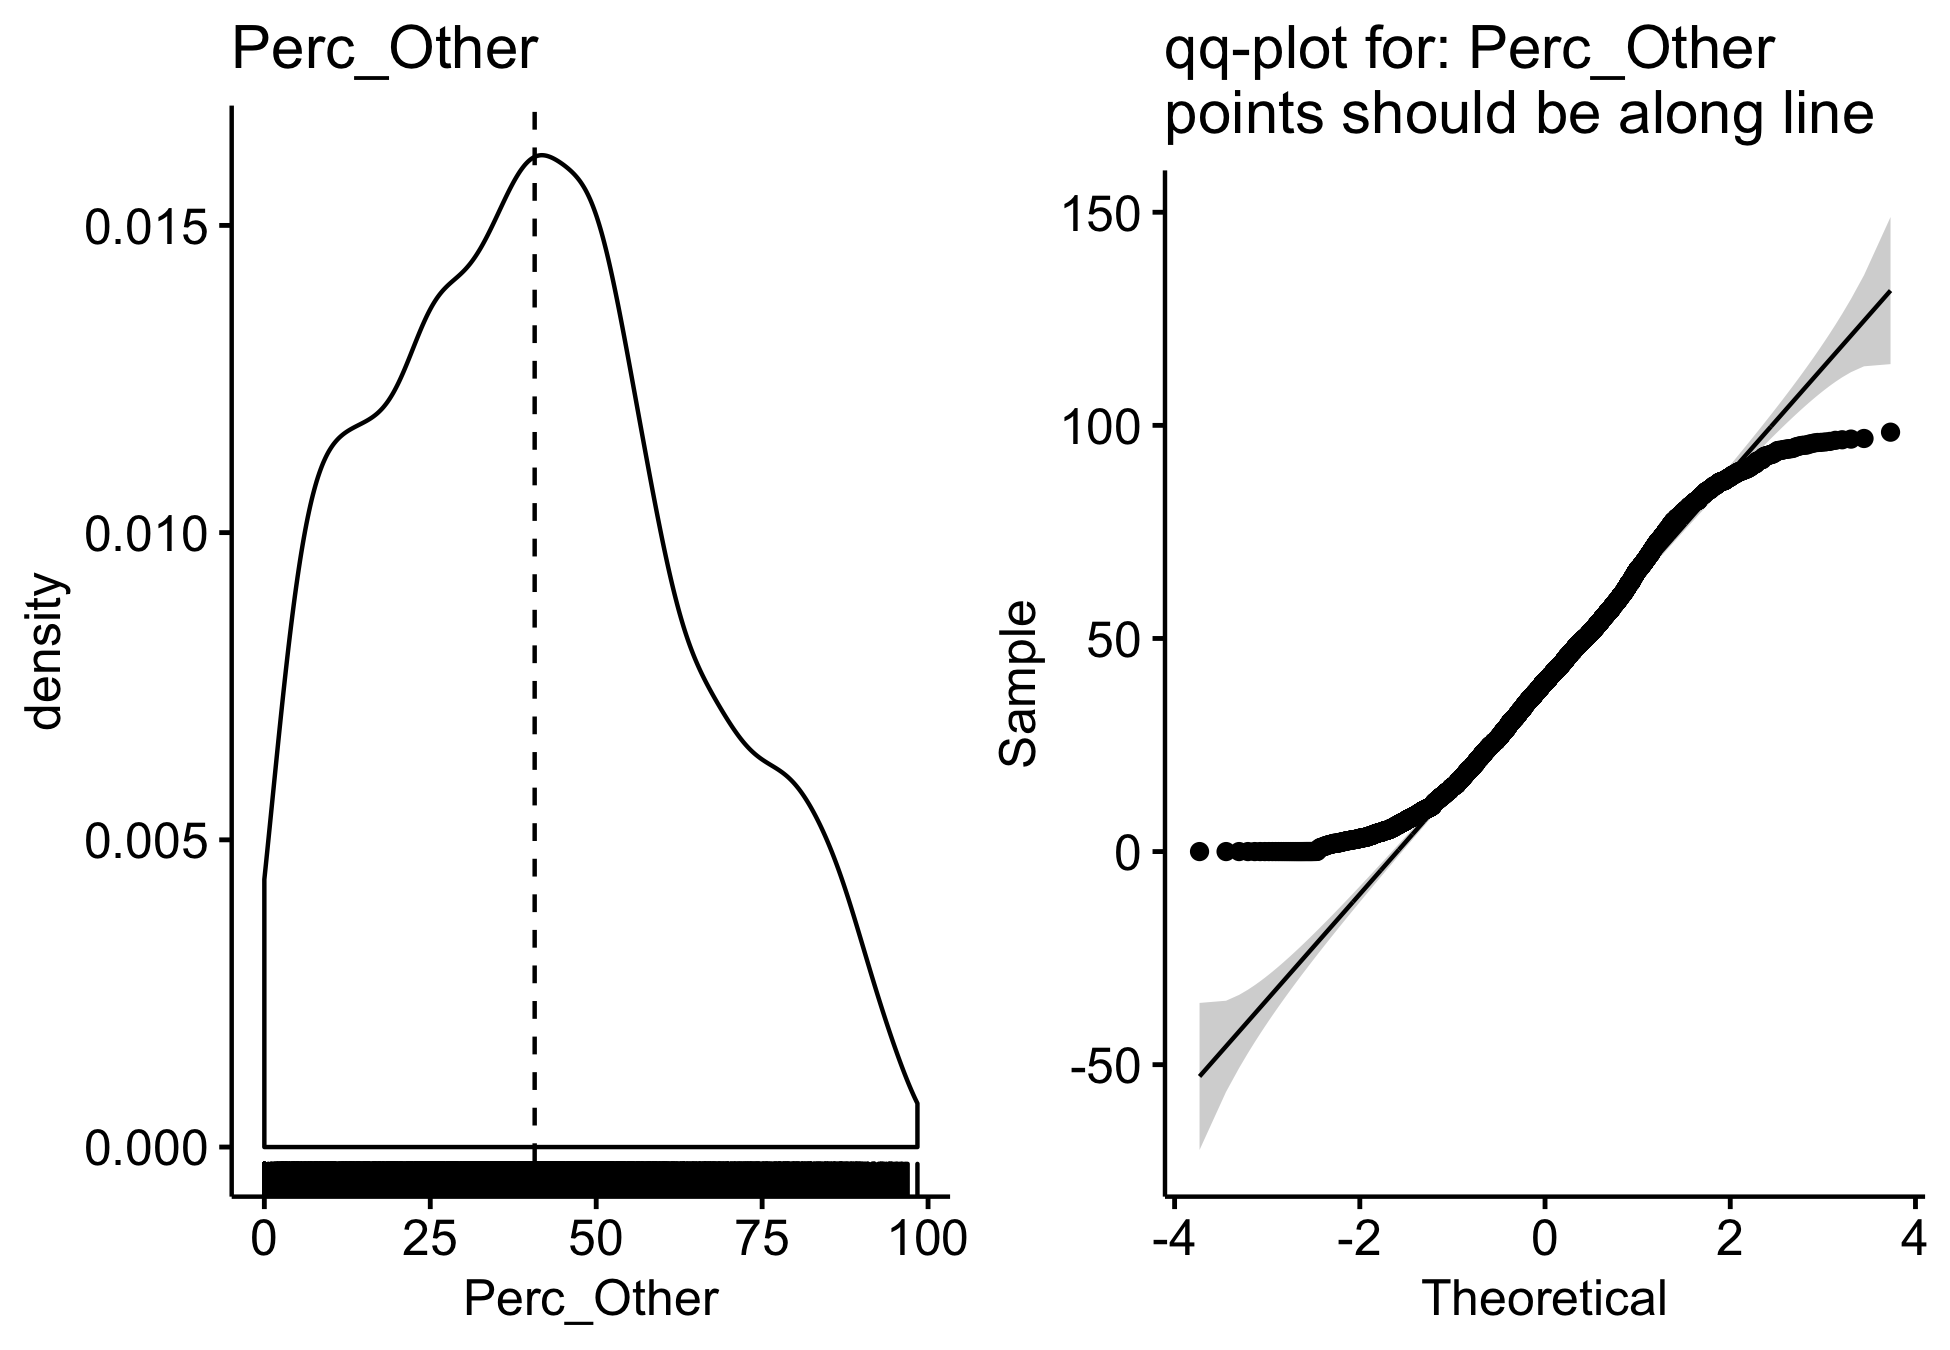 Perc_Other
0.015
0.010
0.005
0.000
density
0
25
50
75
100
Perc_Other
qq-plot for: Perc_Other
points should be along line
150
100
50
0
-50
Sample
-4
-2
0
2
4
Theoretical